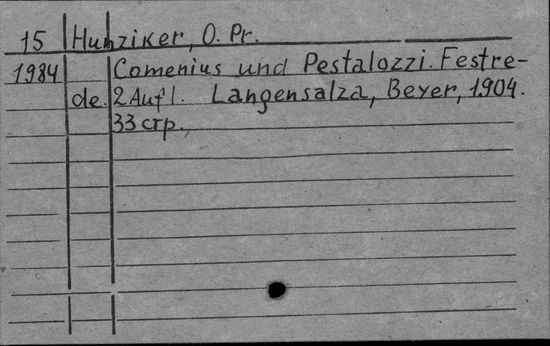 15 Hunziker, O. Pr.
1984 Comenius und Pestalozzi. Festre-
de. 2 Aufl. Langensalza, Beyer, 1904.
33 стр.